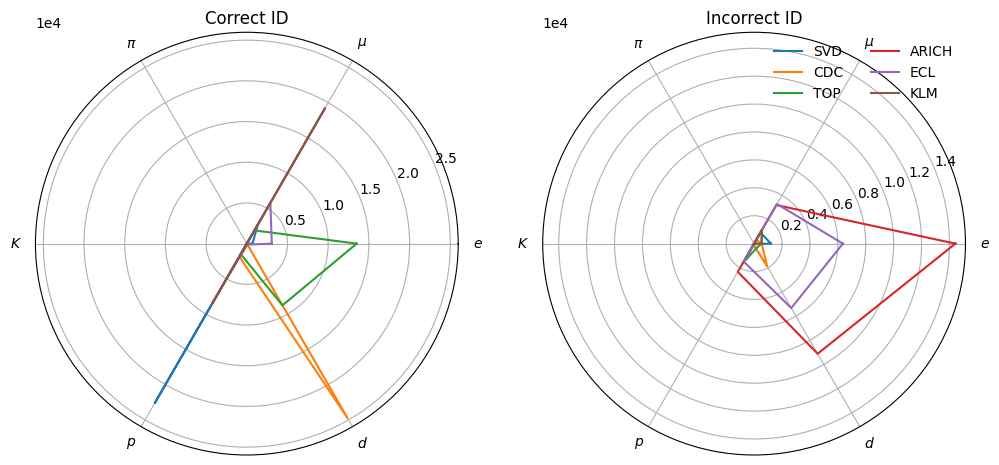 Correct ID
1e4
π
μ
K
e
p
d
0.5
1.0
1.5
2.0
2.5
Incorrect ID
1e4
π
μ
K
e
p
d
0.2
0.4
0.6
0.8
1.0
1.2
1.4
SVD
CDC
TOP
ARICH
ECL
KLM